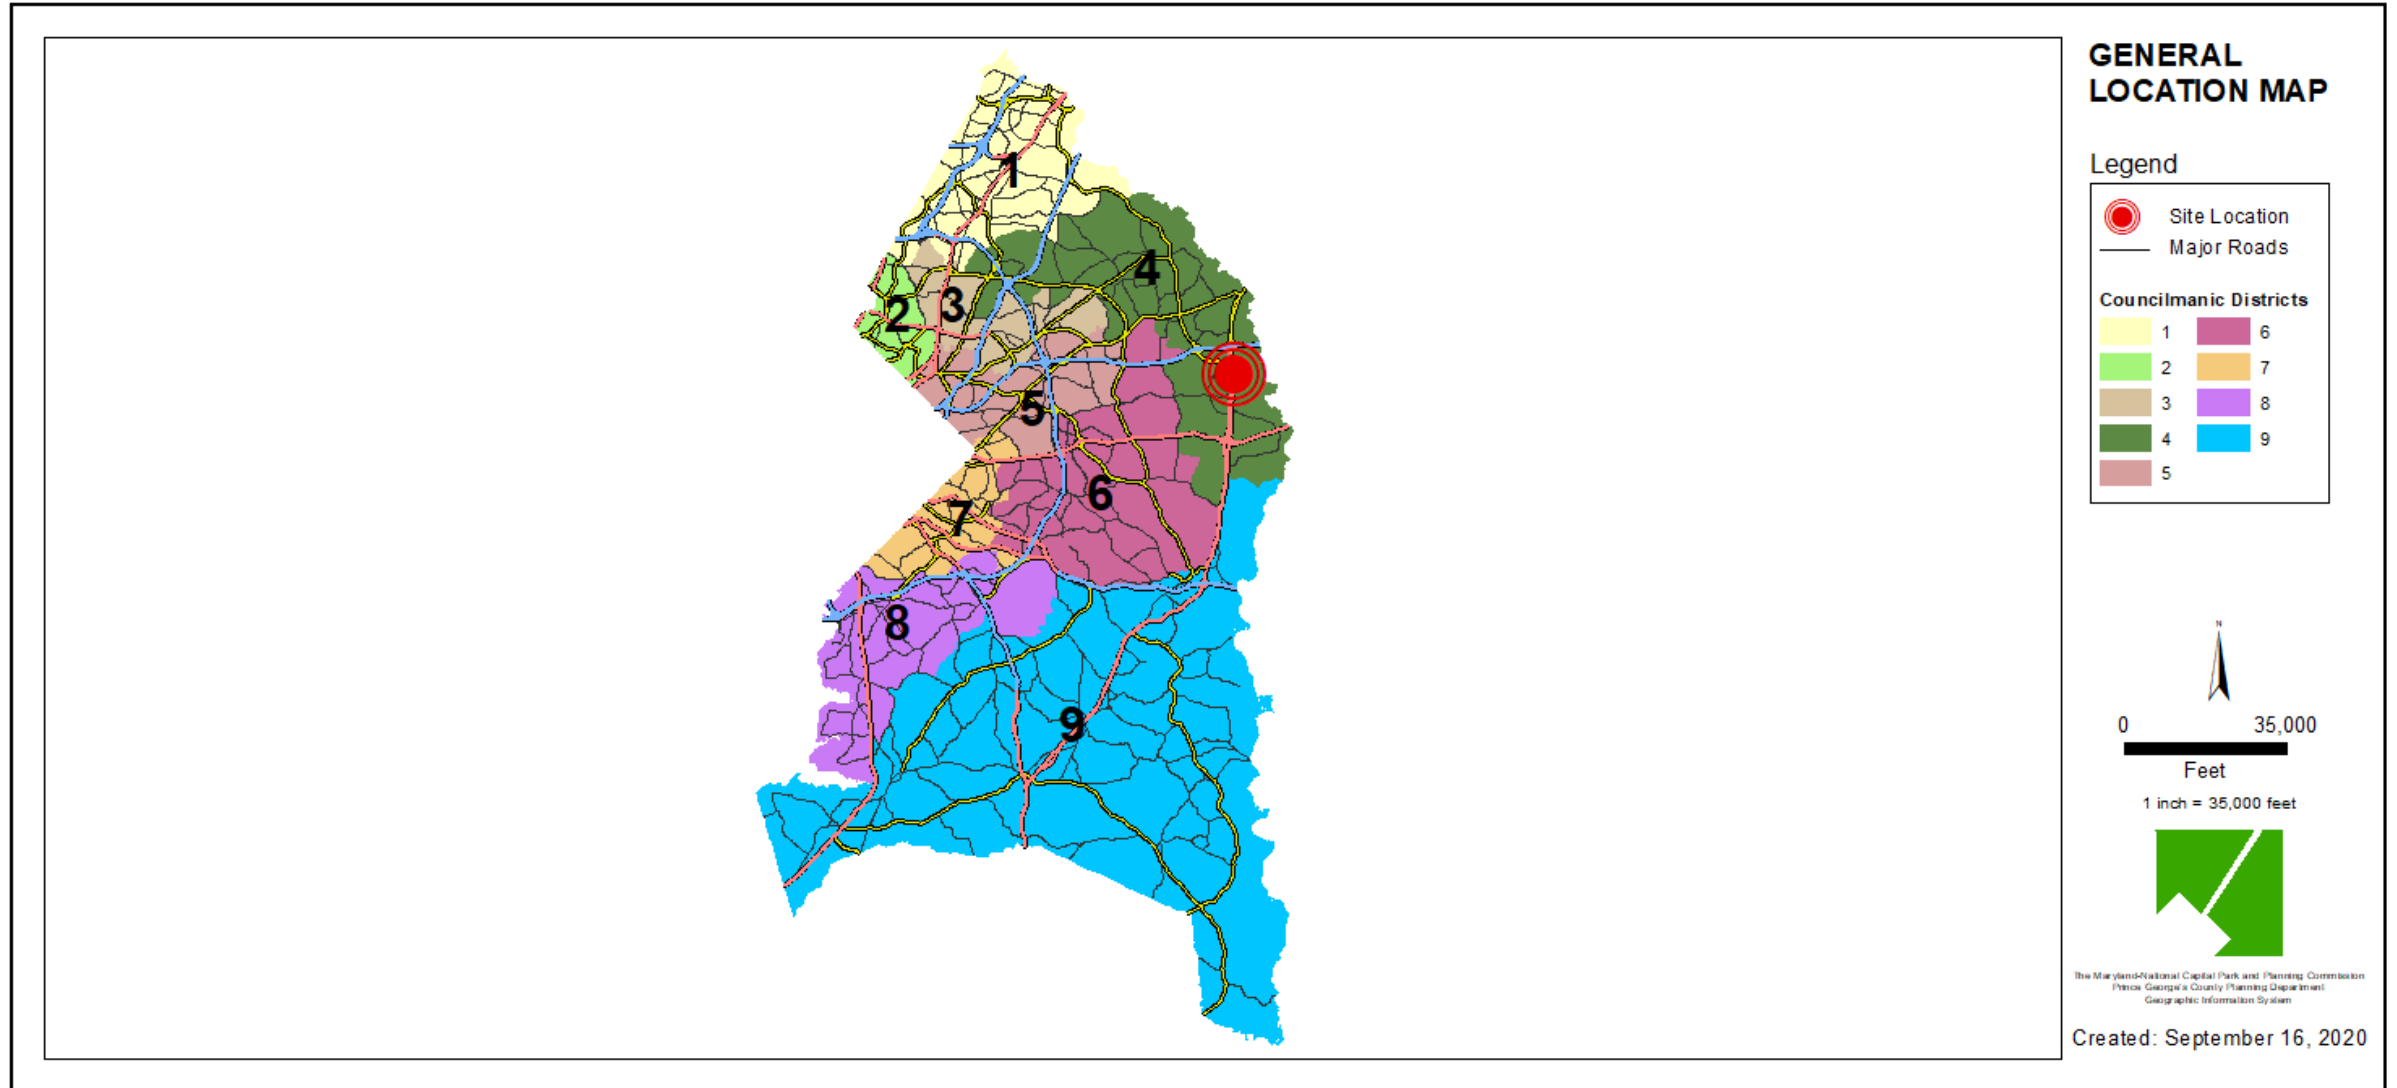 GENERAL
LOCATION MAP
Legend
Site Location
Major Roads
Councilmanic Districts
1 6
2 7
3 8
4 9
5
1
4
2
3
5
6
7
8
9
N
0 35,000
Feet
1 inch = 35,000 feet
The Maryland-National Capital Park and Planning Commission
Prince George's County Planning Department
Geographic Information System
Created: September 16, 2020